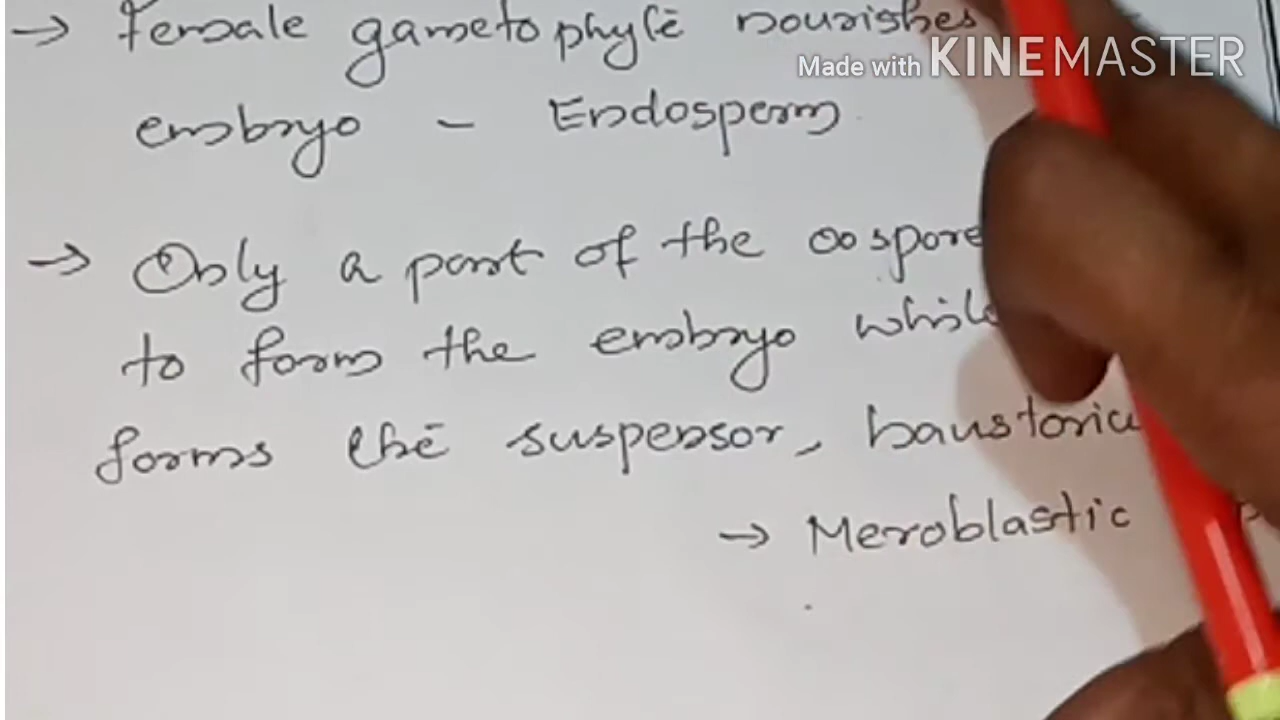 → Female gametophyte nourishes
Made with KINEMASTER
embryo - Endosperm
→ Only a part of the oospore
to form the embryo while
forms the suspensor, haustoria
→ Meroblastic